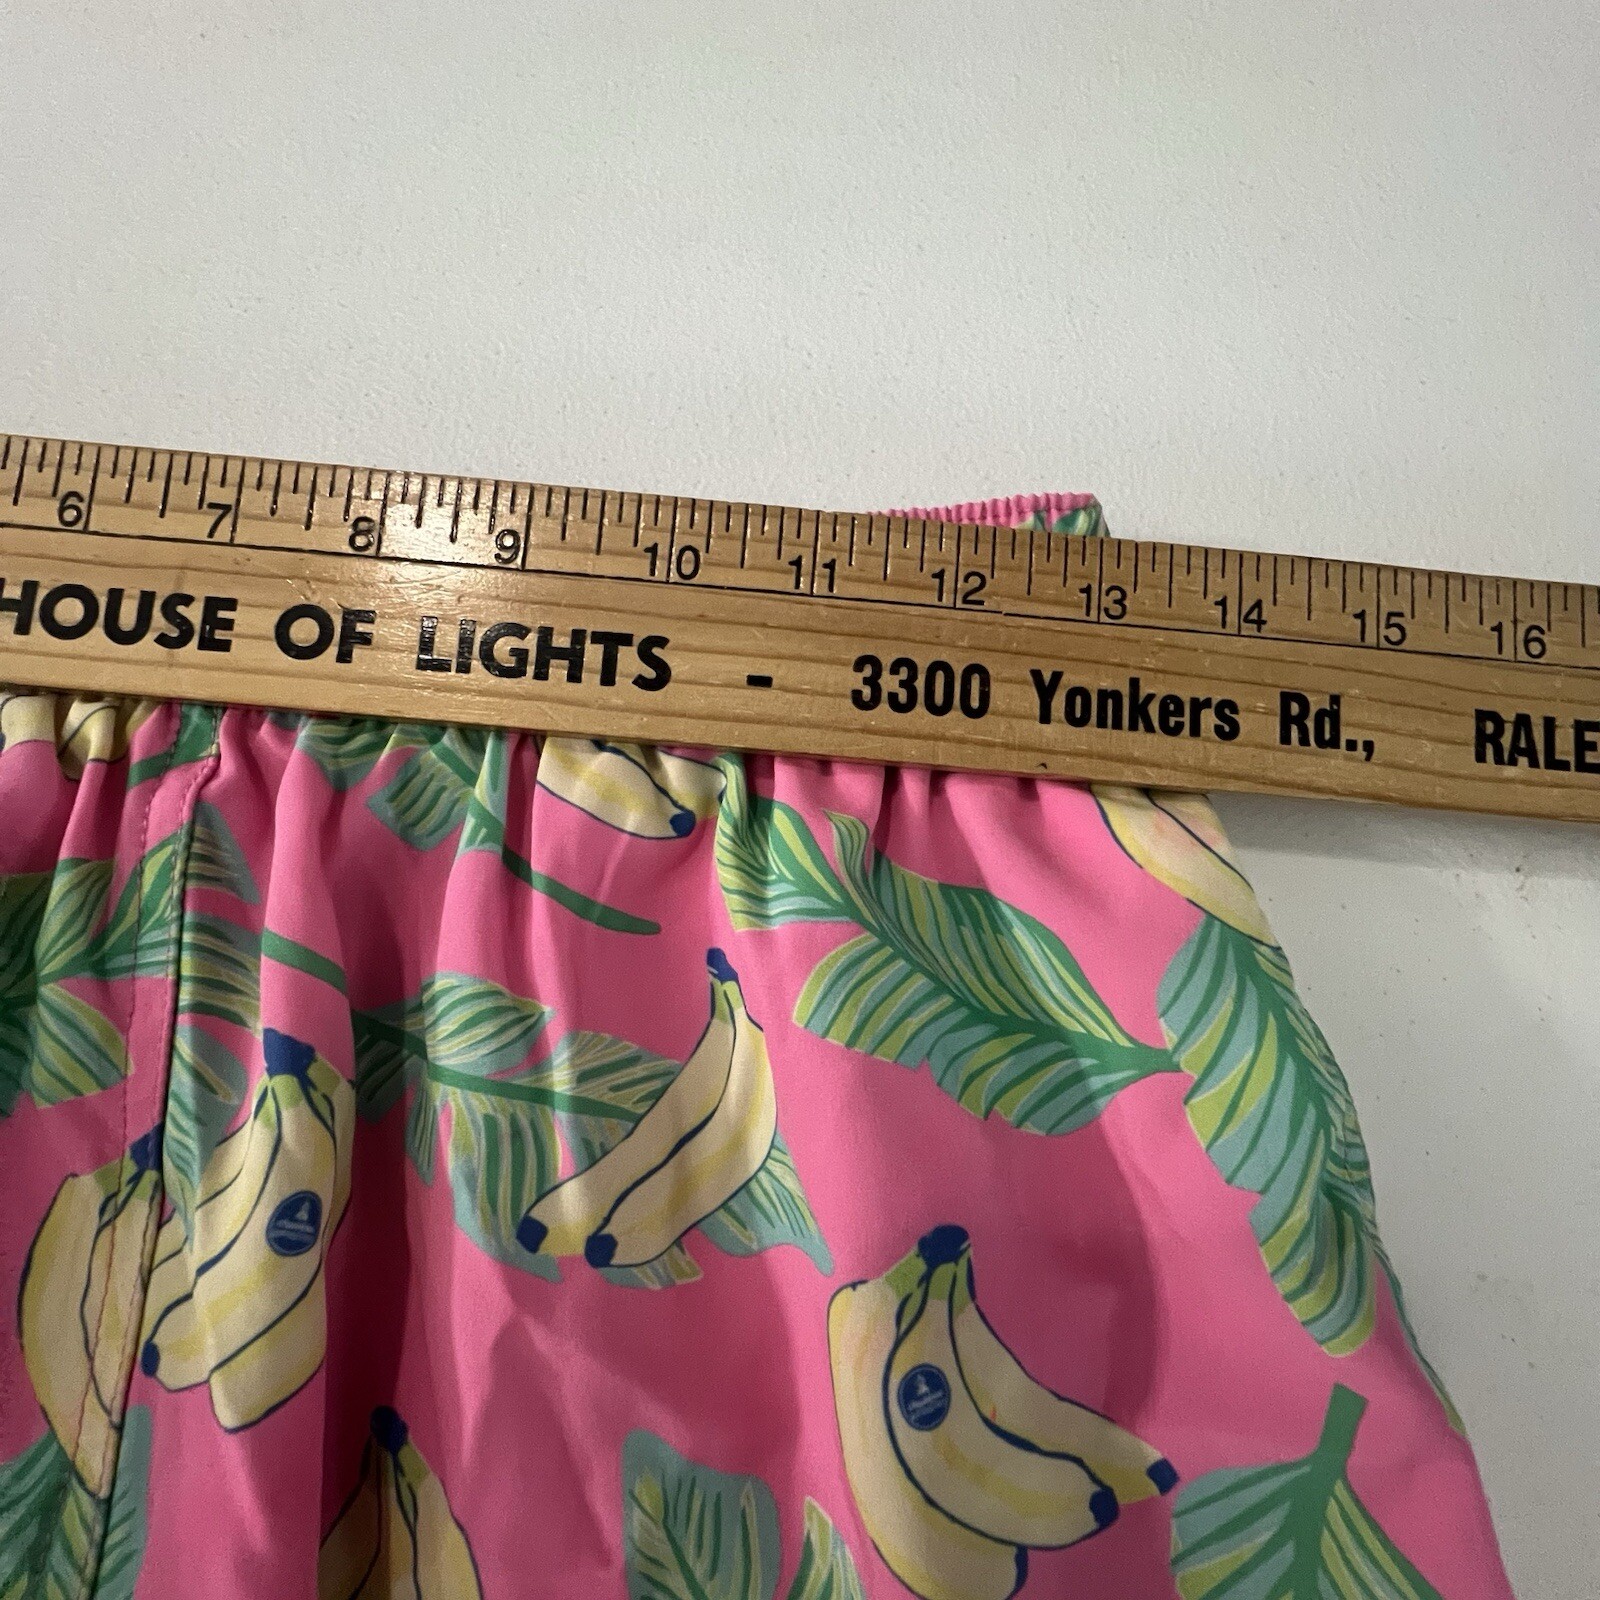 6 7 8 9 10 11 12 13 14 15 16
HOUSE OF LIGHTS - 3300 Yonkers Rd., RALE